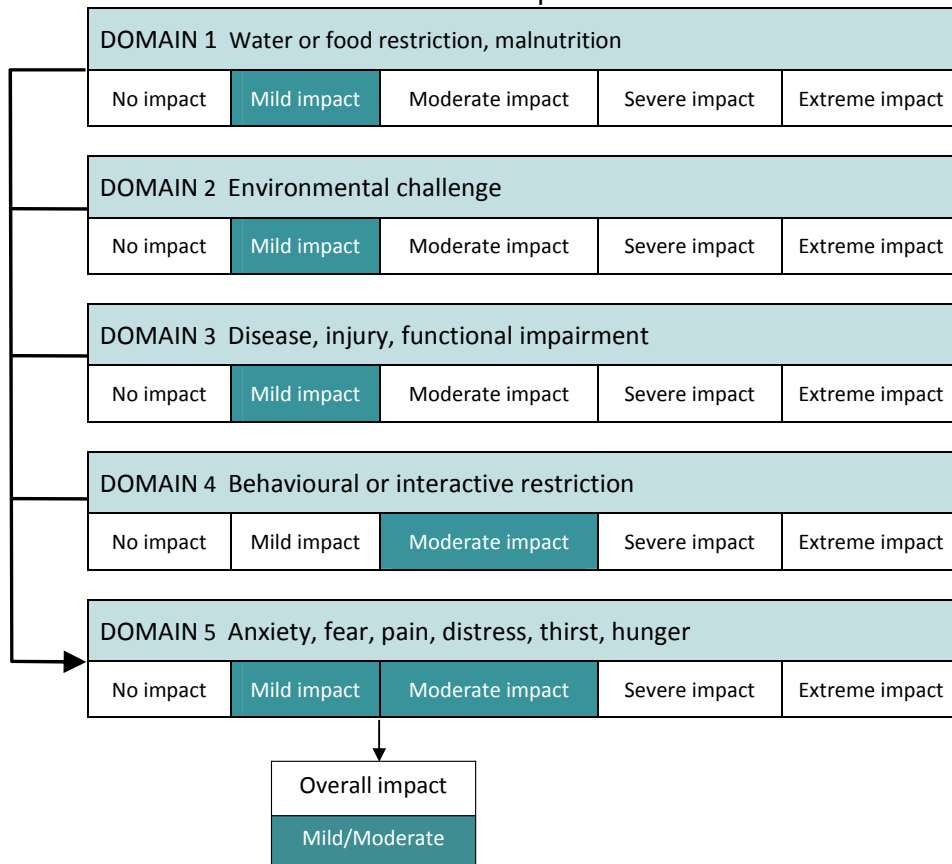 DOMAIN 1 Water or food restriction, malnutrition
No impact Mild impact Moderate impact Severe impact Extreme impact
DOMAIN 2 Environmental challenge
No impact Mild impact Moderate impact Severe impact Extreme impact
DOMAIN 3 Disease, injury, functional impairment
No impact Mild impact Moderate impact Severe impact Extreme impact
DOMAIN 4 Behavioural or interactive restriction
No impact Mild impact Moderate impact Severe impact Extreme impact
DOMAIN 5 Anxiety, fear, pain, distress, thirst, hunger
No impact Mild impact Moderate impact Severe impact Extreme impact
Overall impact
Mild/Moderate